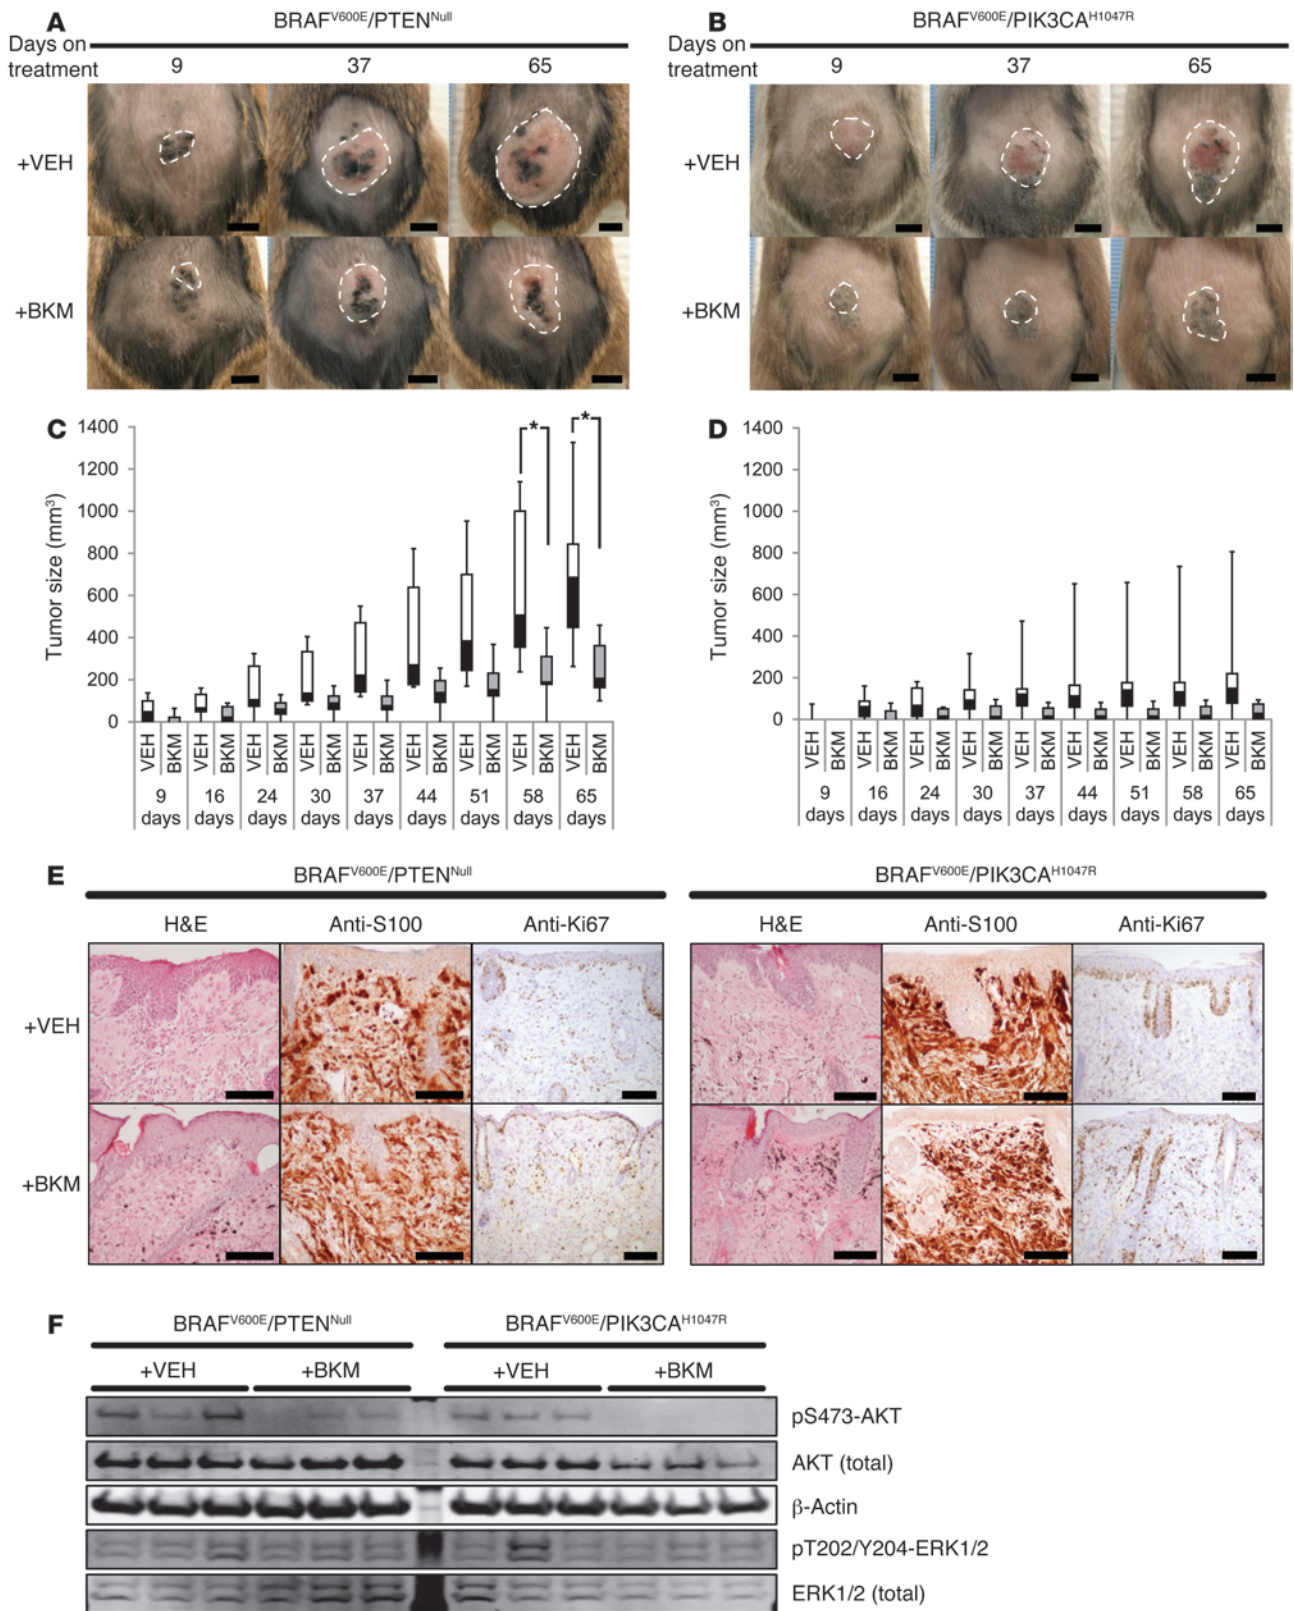 A
BRAFV600E/PTENNull
Days on treatment
9 37 65
+VEH
+BKM
B
BRAFV600E/PIK3CAH1047R
Days on treatment
9 37 65
+VEH
+BKM
C
Tumor size (mm3)
1400
1200
1000
800
600
400
200
0
* *
VEH BKM VEH BKM VEH BKM VEH BKM VEH BKM VEH BKM VEH BKM VEH BKM VEH BKM
9 16 24 30 37 44 51 58 65
days days days days days days days days days
D
Tumor size (mm3)
1400
1200
1000
800
600
400
200
0
VEH BKM VEH BKM VEH BKM VEH BKM VEH BKM VEH BKM VEH BKM VEH BKM VEH BKM
9 16 24 30 37 44 51 58 65
days days days days days days days days days
E
BRAFV600E/PTENNull
H&E Anti-S100 Anti-Ki67
BRAFV600E/PIK3CAH1047R
H&E Anti-S100 Anti-Ki67
+VEH
+BKM
F
BRAFV600E/PTENNull BRAFV600E/PIK3CAH1047R
+VEH +BKM +VEH +BKM
pS473-AKT
AKT (total)
β-Actin
pT202/Y204-ERK1/2
ERK1/2 (total)